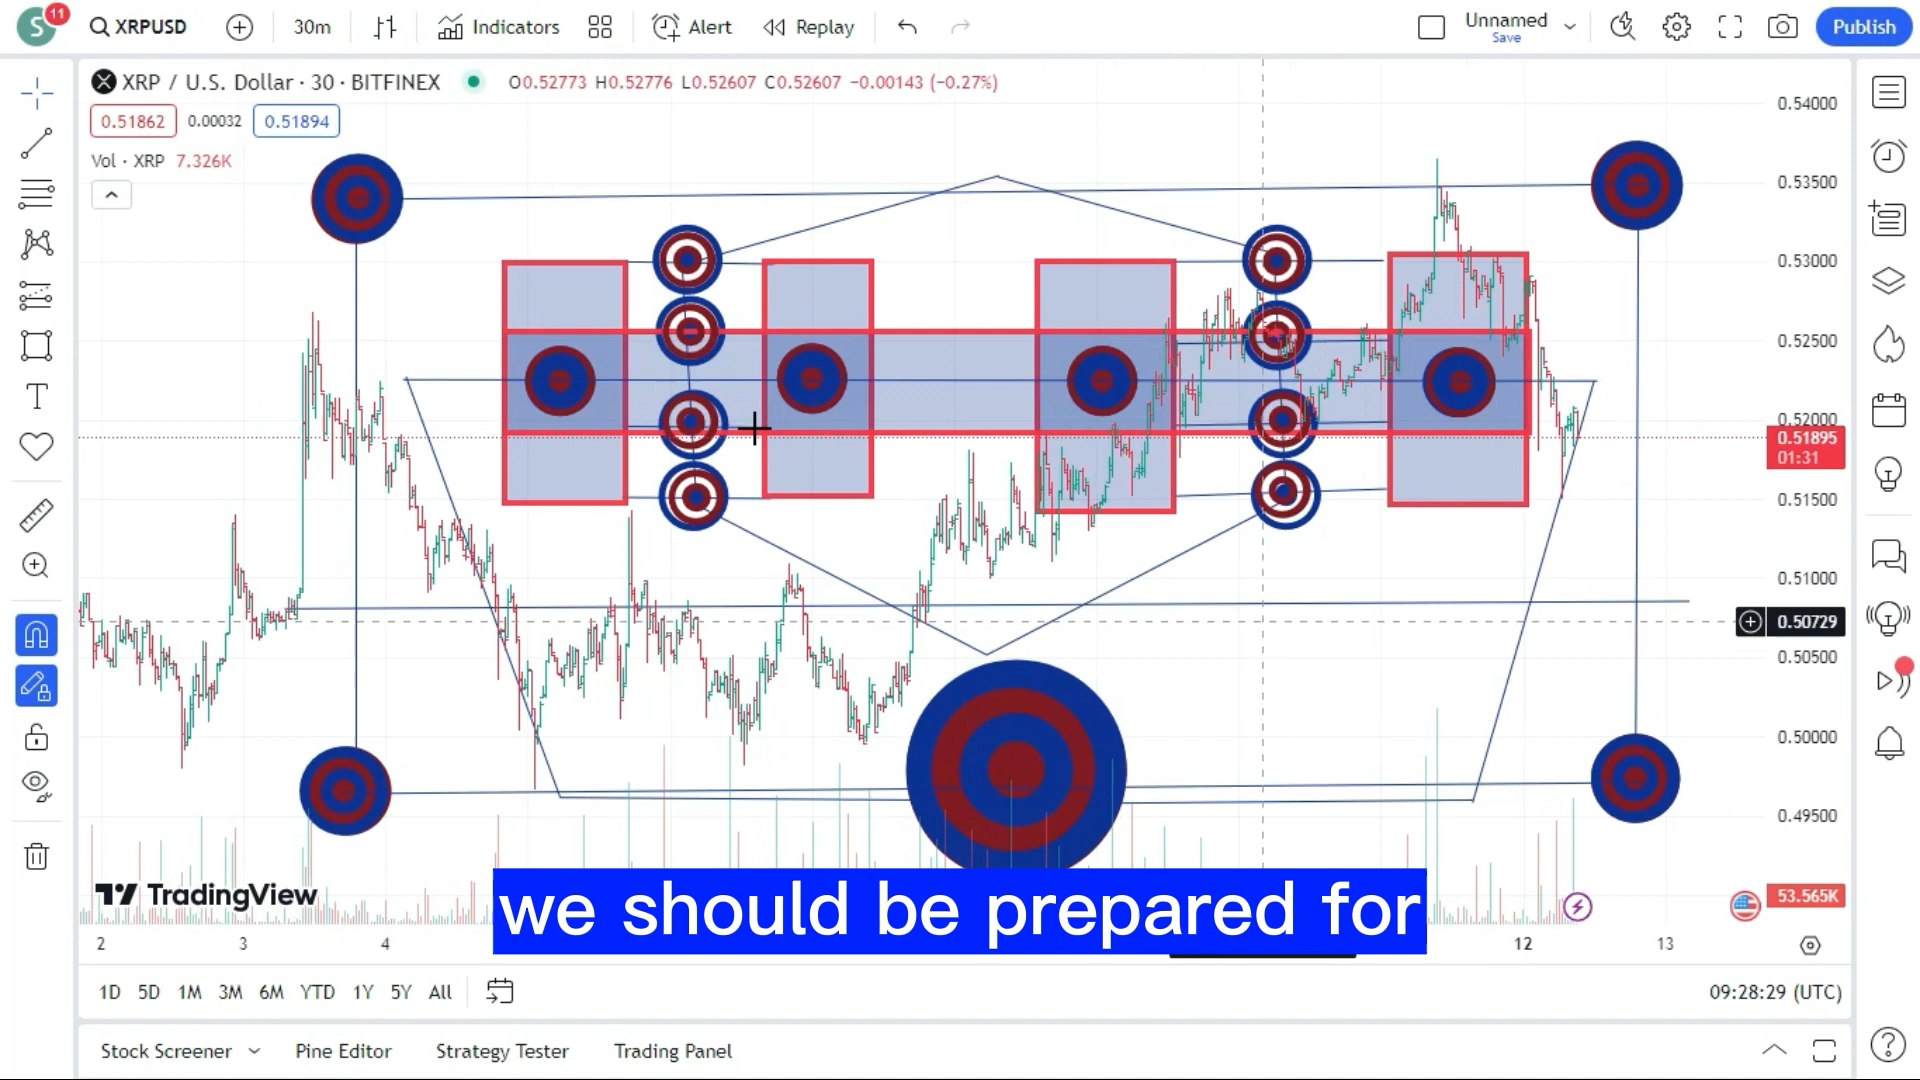 S
11
XRPUSD
30m
Indicators
Alert
Replay
Unnamed
Save
Publish
XRP / U.S. Dollar · 30 · BITFINEX
O0.52773 H0.52776 L0.52607 C0.52607 −0.00143 (−0.27%)
0.51862
0.00032
0.51894
Vol · XRP 7.326K
0.54000
0.53500
0.53000
0.52500
0.52000
0.51895
01:31
0.51500
0.51000
0.50729
0.50500
0.50000
0.49500
53.565K
TradingView
we should be prepared for
2
3
4
12
13
1D
5D
1M
3M
6M
YTD
1Y
5Y
All
09:28:29 (UTC)
Stock Screener
Pine Editor
Strategy Tester
Trading Panel